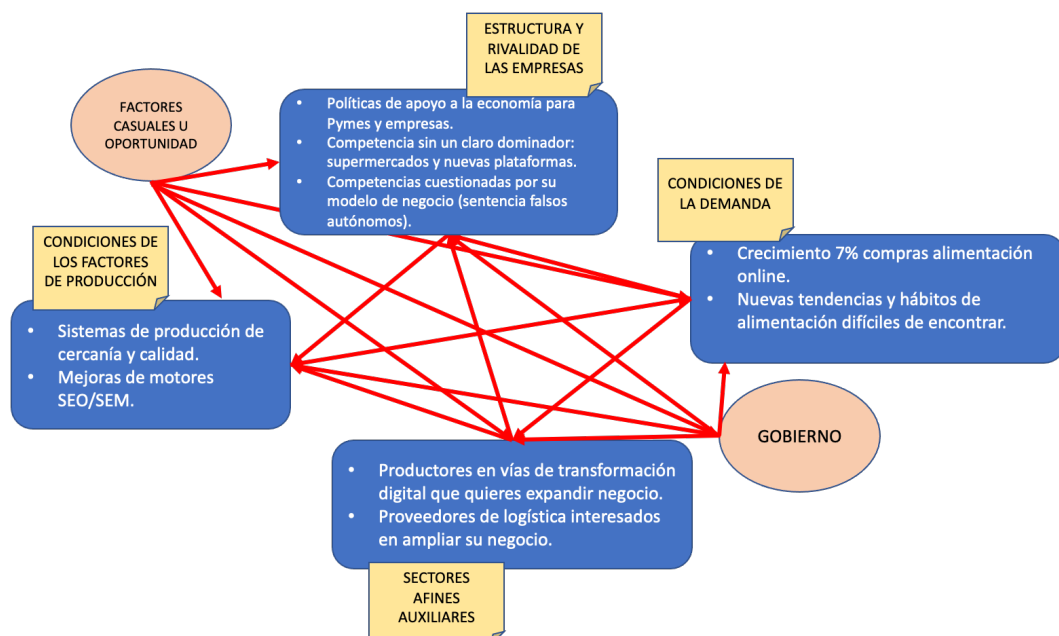 ESTRUCTURA Y
RIVALIDAD DE
LAS EMPRESAS
FACTORES
CASUALES U
OPORTUNIDAD
• Políticas de apoyo a la economía para
Pymes y empresas.
• Competencia sin un claro dominador:
supermercados y nuevas plataformas.
• Competencias cuestionadas por su
modelo de negocio (sentencia falsos
autónomos).
CONDICIONES DE
LA DEMANDA
CONDICIONES DE
LOS FACTORES
DE PRODUCCIÓN
• Crecimiento 7% compras alimentación
online.
• Nuevas tendencias y hábitos de
alimentación difíciles de encontrar.
• Sistemas de producción de
cercanía y calidad.
• Mejoras de motores
SEO/SEM.
GOBIERNO
• Productores en vías de transformación
digital que quieres expandir negocio.
• Proveedores de logística interesados
en ampliar su negocio.
SECTORES
AFINES
AUXILIARES